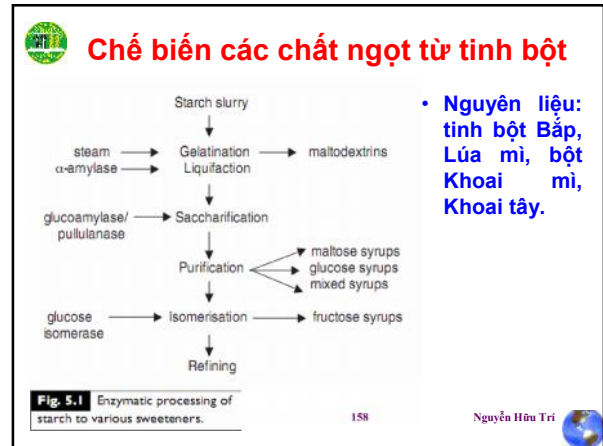 Chế biến các chất ngọt từ tinh bột
Starch slurry
steam
α-amylase
Gelatination
Liquifaction
maltodextrins
glucoamylase/
pullulanase
Saccharification
Purification
maltose syrups
glucose syrups
mixed syrups
glucose
isomerase
Isomerisation
fructose syrups
Refining
Fig. 5.1 Enzymatic processing of
starch to various sweeteners.
• Nguyên liệu:
tinh bột Bắp,
Lúa mì, bột
Khoai mì,
Khoai tây.
158
Nguyễn Hữu Trí